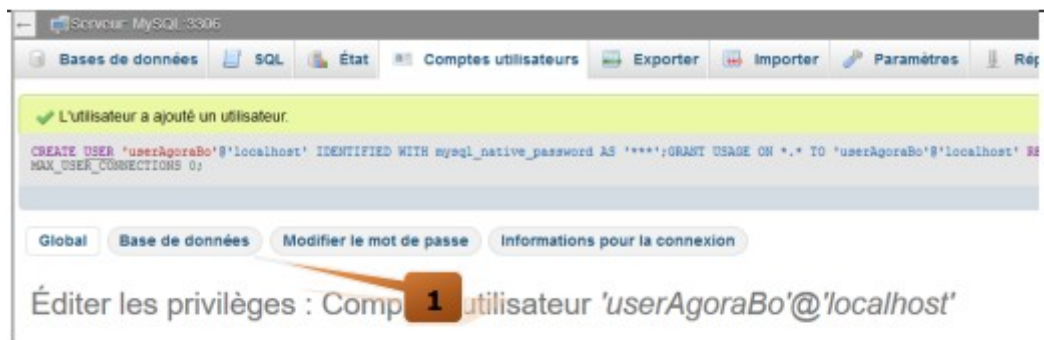 Serveur: MySQL:3306
Bases de données SQL État Comptes utilisateurs Exporter Importer Paramètres Rép
L'utilisateur a ajouté un utilisateur.
CREATE USER 'userAgoraBo'@'localhost' IDENTIFIED WITH mysql_native_password AS '***';GRANT USAGE ON *.* TO 'userAgoraBo'@'localhost' RE
MAX_USER_CONNECTIONS 0;
Global Base de données Modifier le mot de passe Informations pour la connexion
1
Éditer les privilèges : Comp utilisateur 'userAgoraBo'@'localhost'